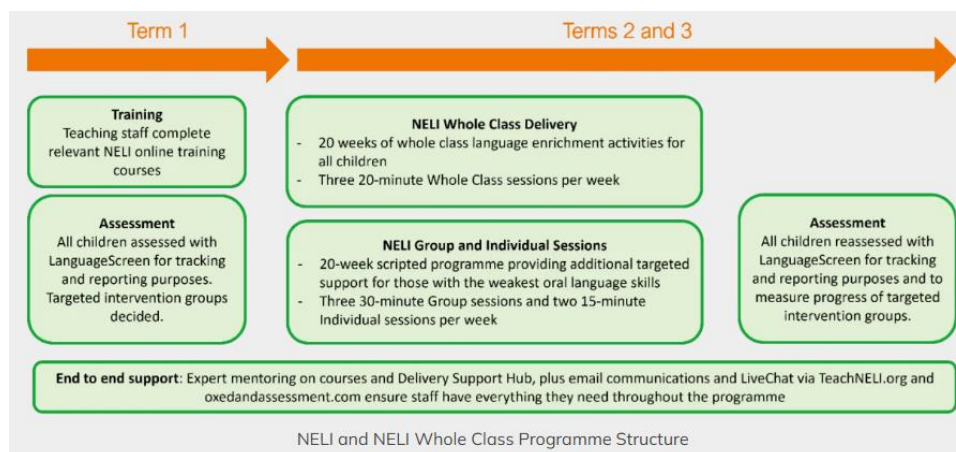 Term 1
Terms 2 and 3
Training
Teaching staff complete
relevant NELI online training
courses
Assessment
All children assessed with
LanguageScreen for tracking
and reporting purposes.
Targeted intervention groups
decided.
NELI Whole Class Delivery
- 20 weeks of whole class language enrichment activities for
all children
- Three 20-minute Whole Class sessions per week
NELI Group and Individual Sessions
- 20-week scripted programme providing additional targeted
support for those with the weakest oral language skills
- Three 30-minute Group sessions and two 15-minute
Individual sessions per week
Assessment
All children reassessed with
LanguageScreen for tracking
and reporting purposes and to
measure progress of targeted
intervention groups.
End to end support: Expert mentoring on courses and Delivery Support Hub, plus email communications and LiveChat via TeachNELI.org and
oxedandassessment.com ensure staff have everything they need throughout the programme
NELI and NELI Whole Class Programme Structure